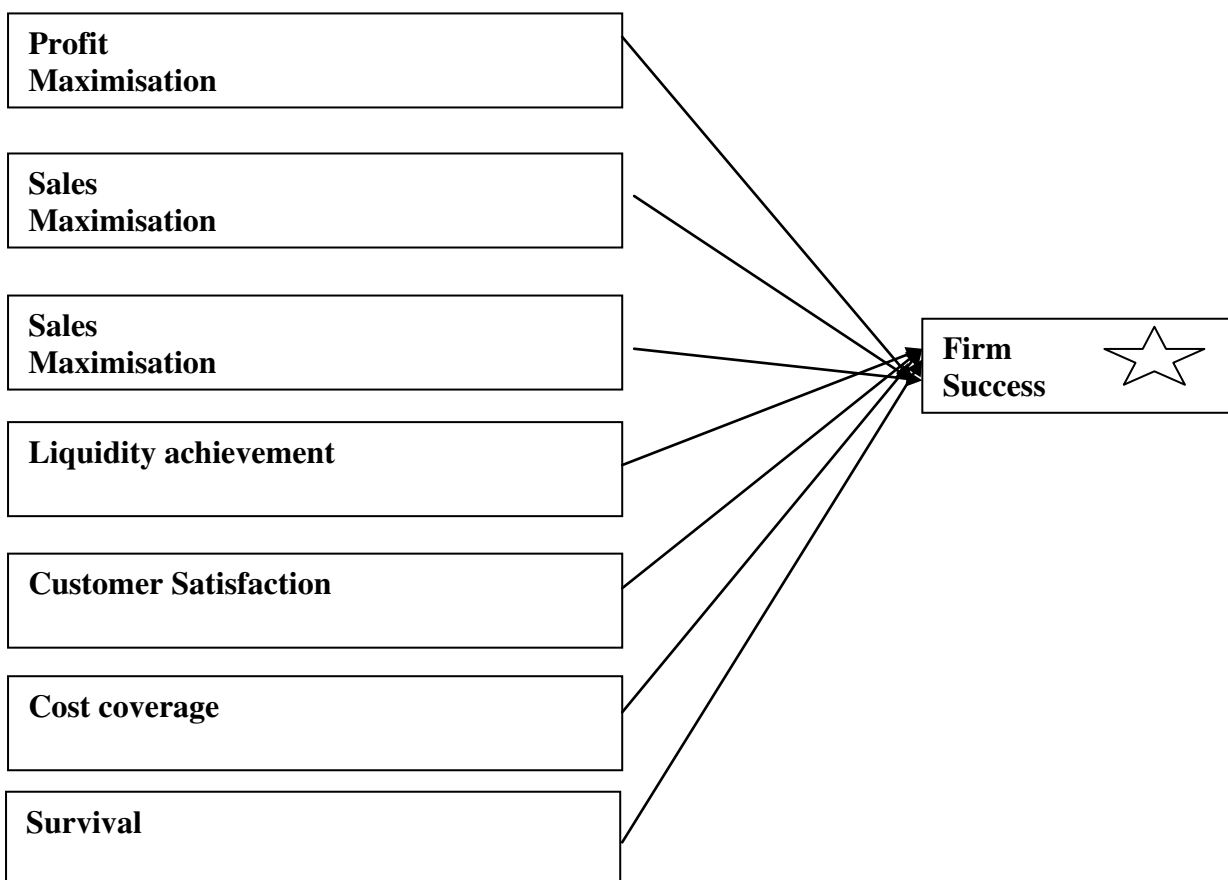 Profit
Maximisation
Sales
Maximisation
Sales
Maximisation
Liquidity achievement
Customer Satisfaction
Cost coverage
Survival
Firm
Success